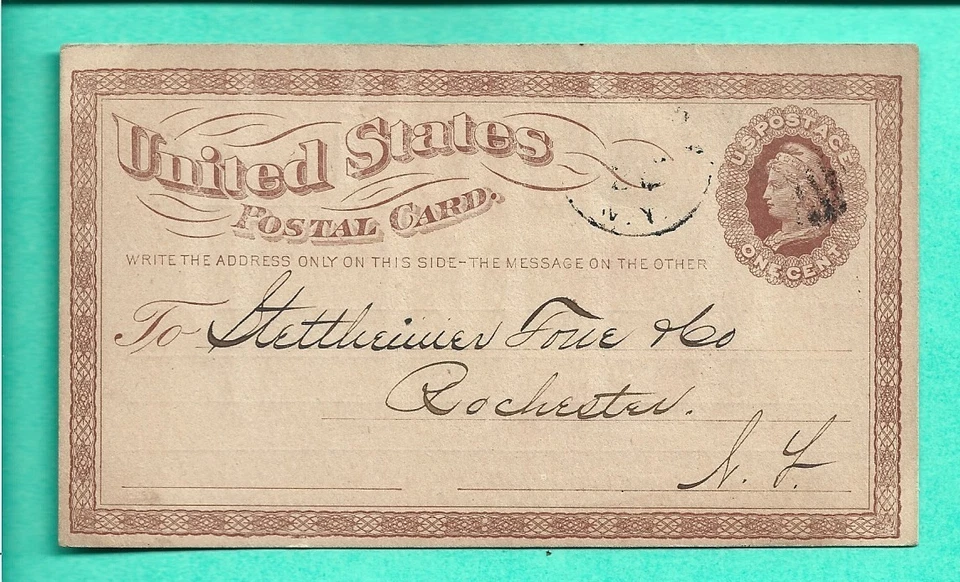 United States
POSTAL CARD.
U.S. POSTAGE
ONE CENT
N.Y.
WRITE THE ADDRESS ONLY ON THIS SIDE - THE MESSAGE ON THE OTHER
To Stettheimer Tone & Co
Rochester.
N. Y.